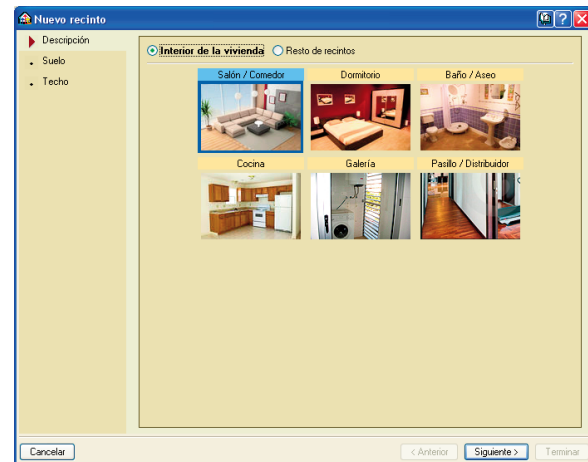 Nuevo recinto
Descripción
Suelo
Techo
Interior de la vivienda Resto de recintos
Salón / Comedor Dormitorio Baño / Aseo
Cocina Galería Pasillo / Distribuidor
Cancelar < Anterior Siguiente > Terminar